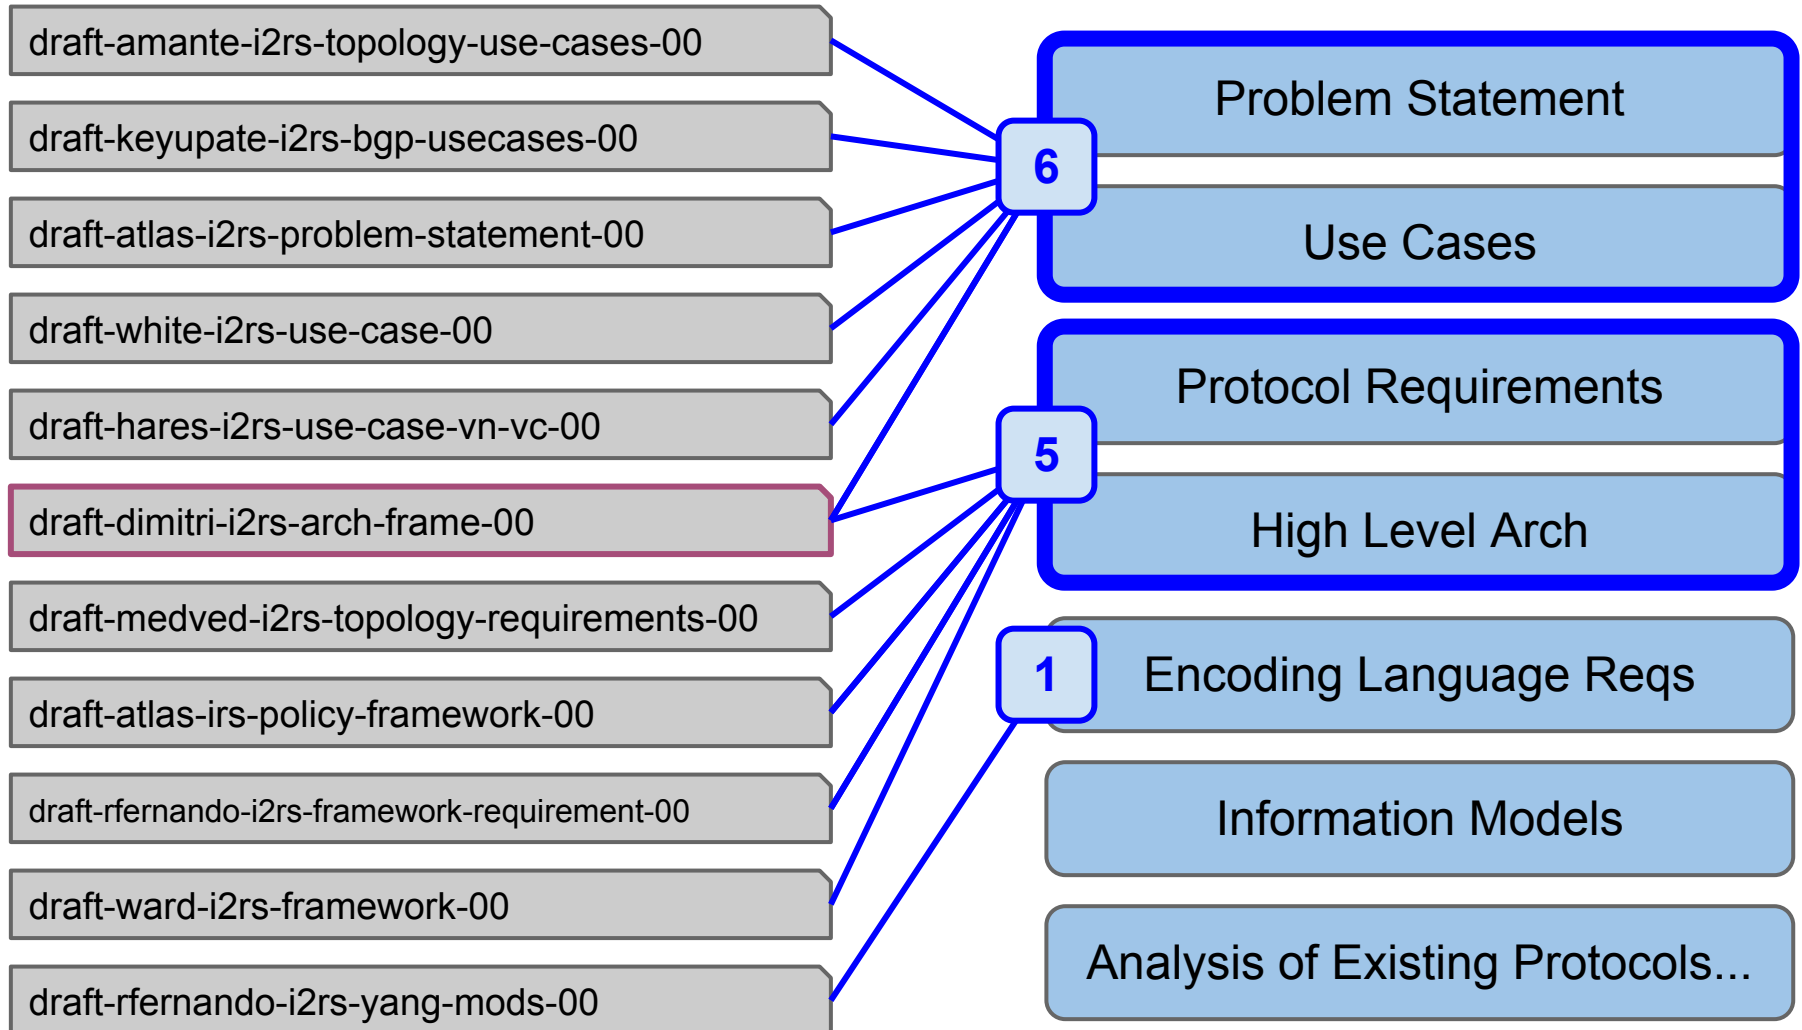 draft-amante-i2rs-topology-use-cases-00
draft-keyupate-i2rs-bgp-usecases-00
draft-atlas-i2rs-problem-statement-00
draft-white-i2rs-use-case-00
draft-hares-i2rs-use-case-vn-vc-00
draft-dimitri-i2rs-arch-frame-00
draft-medved-i2rs-topology-requirements-00
draft-atlas-irs-policy-framework-00
draft-rfernando-i2rs-framework-requirement-00
draft-ward-i2rs-framework-00
draft-rfernando-i2rs-yang-mods-00
6
Problem Statement
Use Cases
5
Protocol Requirements
High Level Arch
1
Encoding Language Reqs
Information Models
Analysis of Existing Protocols...